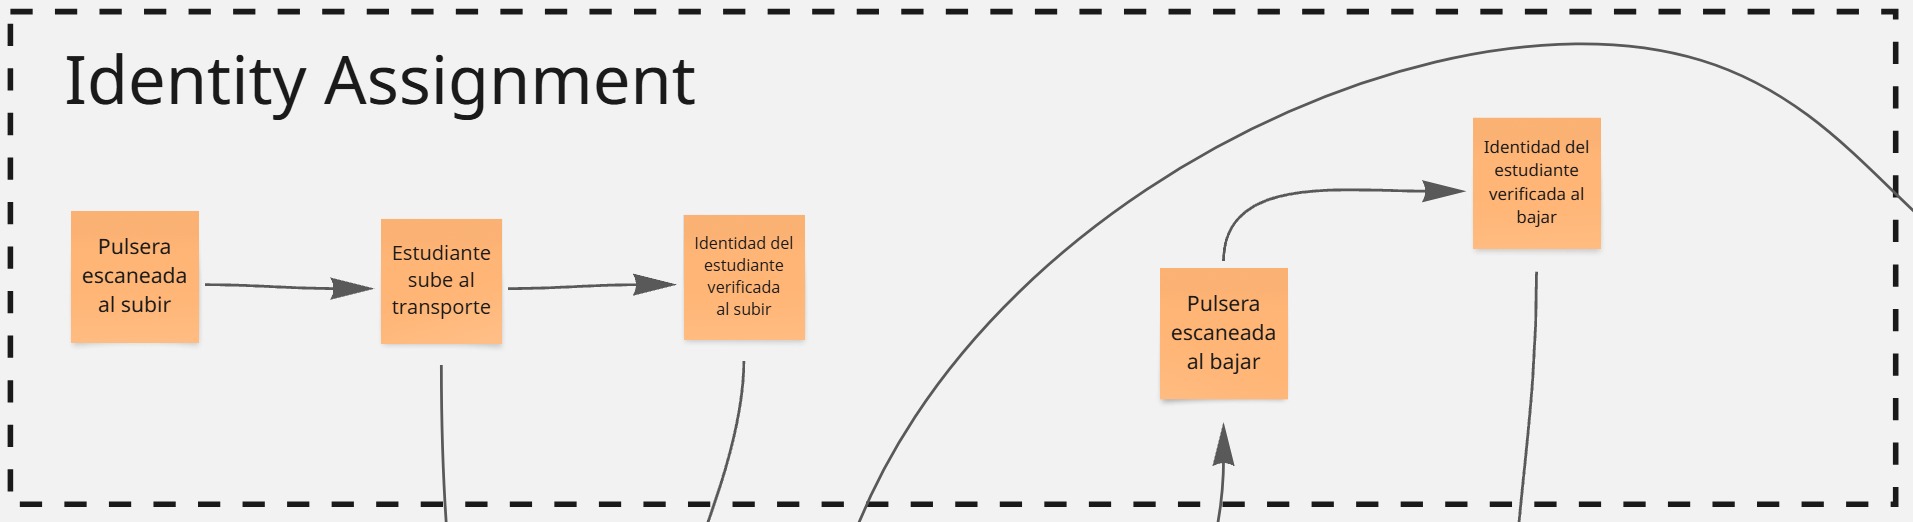 Identity Assignment
Pulsera
escaneada
al subir
Estudiante
sube al
transporte
Identidad del
estudiante
verificada
al subir
Pulsera
escaneada
al bajar
Identidad del
estudiante
verificada al
bajar